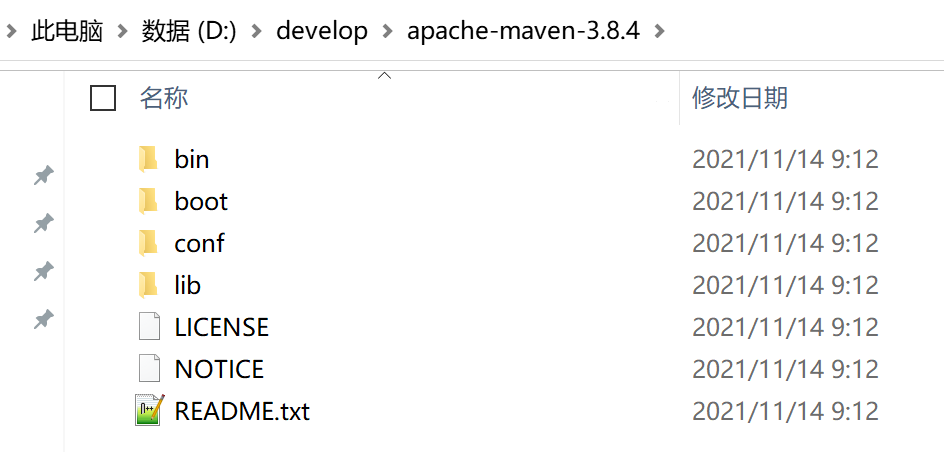 此电脑 > 数据 (D:) > develop > apache-maven-3.8.4 >
名称 修改日期
bin 2021/11/14 9:12
boot 2021/11/14 9:12
conf 2021/11/14 9:12
lib 2021/11/14 9:12
LICENSE 2021/11/14 9:12
NOTICE 2021/11/14 9:12
README.txt 2021/11/14 9:12